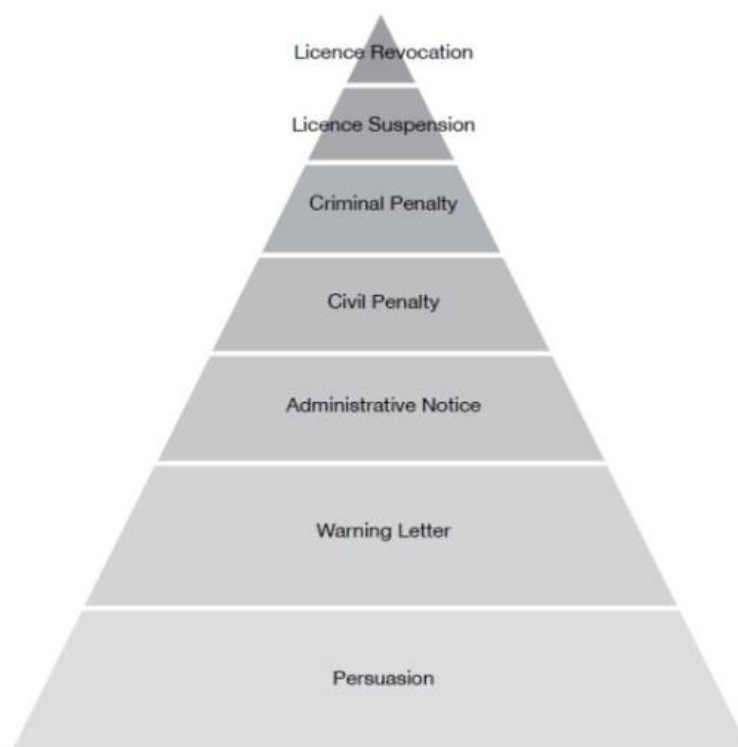 Licence Revocation
Licence Suspension
Criminal Penalty
Civil Penalty
Administrative Notice
Warning Letter
Persuasion